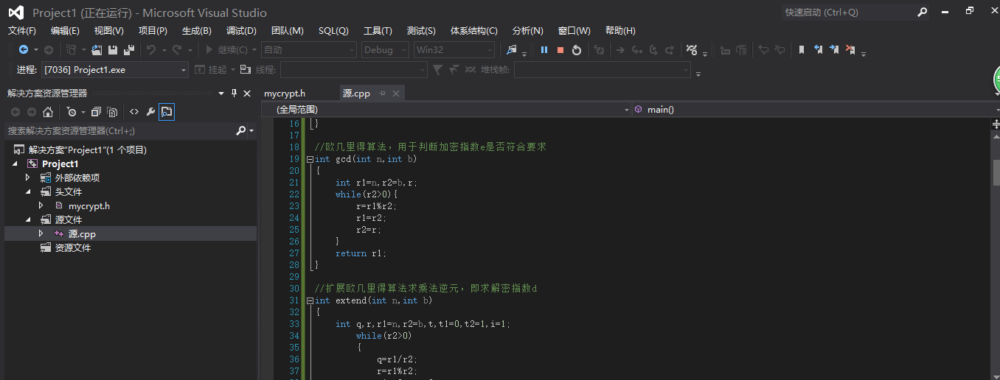 Project1 (正在运行) - Microsoft Visual Studio
快速启动 (Ctrl+Q)
文件(F) 编辑(E) 视图(V) 项目(P) 生成(B) 调试(D) 团队(M) SQL(Q) 工具(T) 测试(S) 体系结构(C) 分析(N) 窗口(W) 帮助(H)
继续(C) 自动 Debug Win32
进程: [7036] Project1.exe 挂起 线程: 堆栈帧:
解决方案资源管理器
搜索解决方案资源管理器(Ctrl+;)
解决方案"Project1"(1 个项目)
Project1
外部依赖项
头文件
mycrypt.h
源文件
源.cpp
资源文件
mycrypt.h 源.cpp
(全局范围) main()
16 }
17
18 //欧几里得算法，用于判断加密指数e是否符合要求
19 int gcd(int n,int b)
20 {
21 int r1=n,r2=b,r;
22 while(r2>0){
23 r=r1%r2;
24 r1=r2;
25 r2=r;
26 }
27 return r1;
28 }
29
30 //扩展欧几里得算法求乘法逆元，即求解密指数d
31 int extend(int n,int b)
32 {
33 int q,r,r1=n,r2=b,t,t1=0,t2=1,i=1;
34 while(r2>0)
35 {
36 q=r1/r2;
37 r=r1%r2;